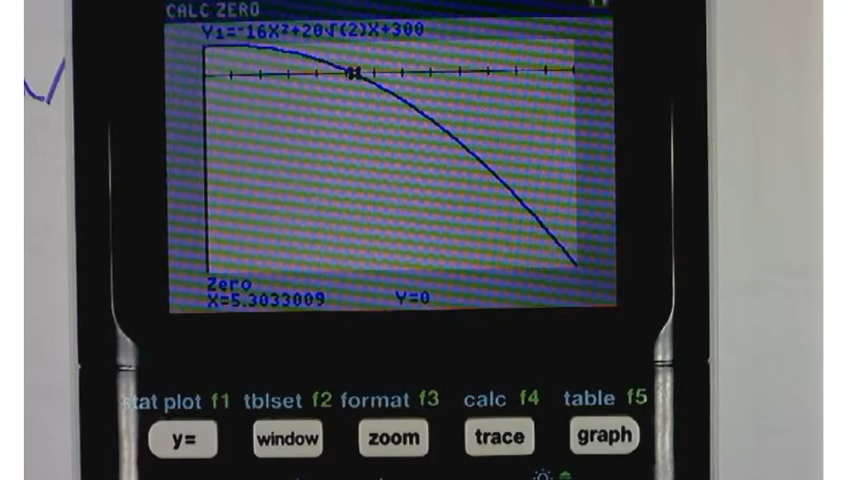 CALC ZERO
Y₁=⁻16X²+20√(2)X+300
Zero
X=5.3033009 Y=0
stat plot f1 tblset f2 format f3 calc f4 table f5
y= window zoom trace graph